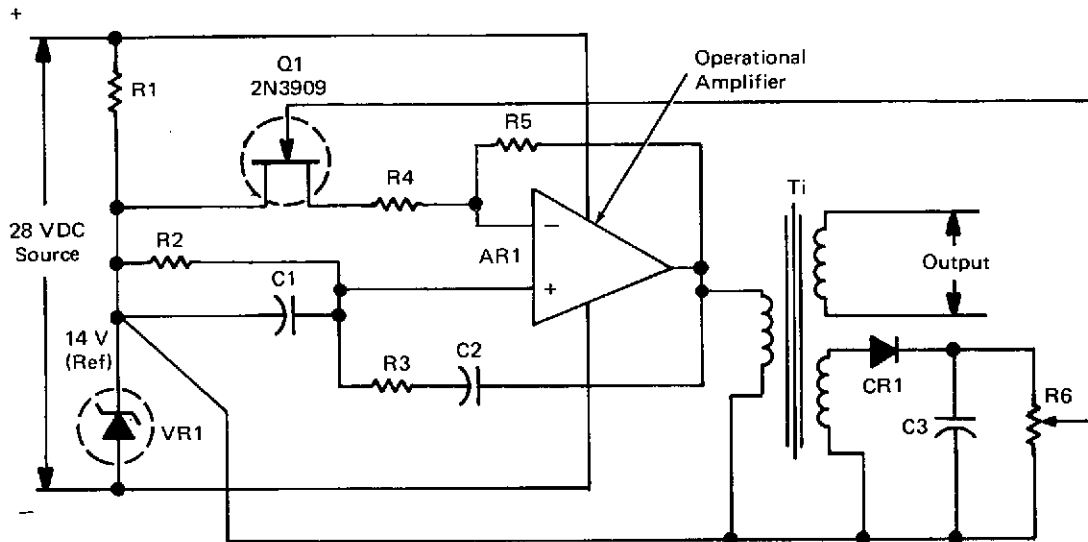 +
Q1
2N3909
Operational
Amplifier
R1
R5
R4
Ti
28 VDC
Source
R2
AR1
−
+
C1
Output
14 V
(Ref)
R3
C2
CR1
R6
VR1
C3
−